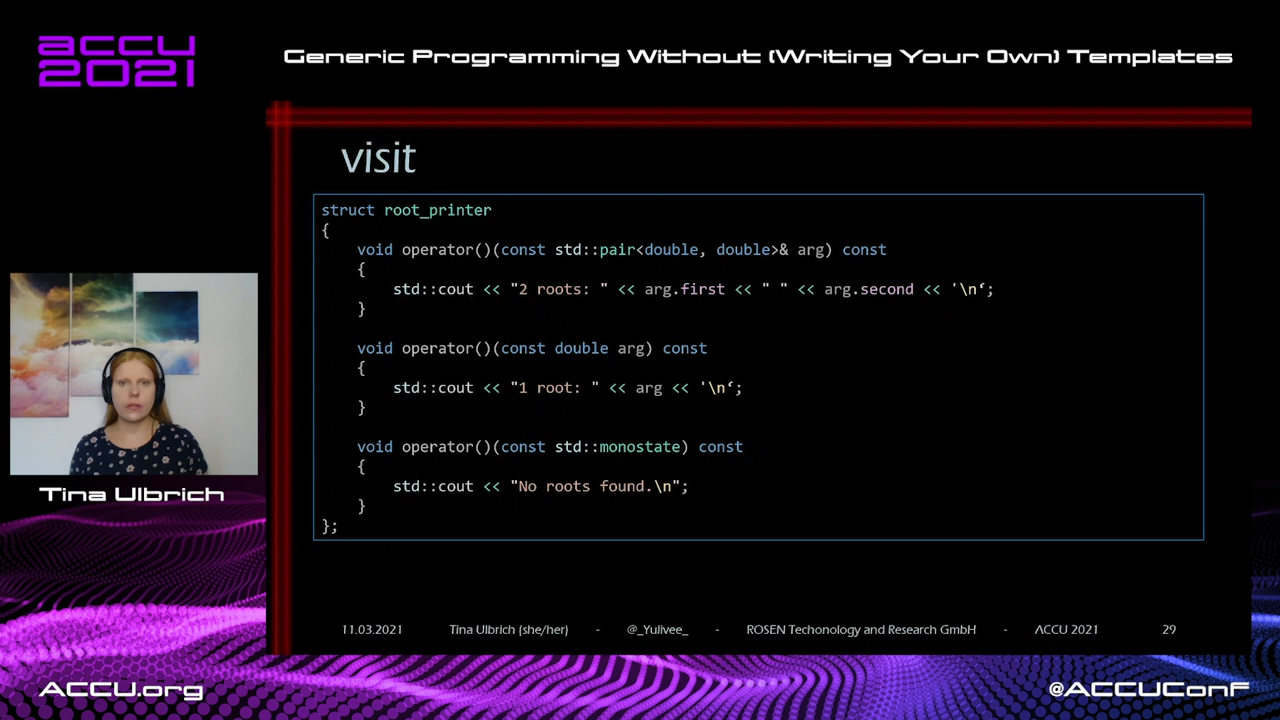 accu
2021
Generic Programming Without (Writing Your Own) Templates
visit
struct root_printer
{
void operator()(const std::pair<double, double>& arg) const
{
std::cout << "2 roots: " << arg.first << " " << arg.second << '\n‘;
}
void operator()(const double arg) const
{
std::cout << "1 root: " << arg << '\n‘;
}
void operator()(const std::monostate) const
{
std::cout << "No roots found.\n";
}
};
Tina Ulbrich
11.03.2021 Tina Ulbrich (she/her) - @_Yulivee_ - ROSEN Techonology and Research GmbH - ACCU 2021 29
ACCU.org
@ACCUConf